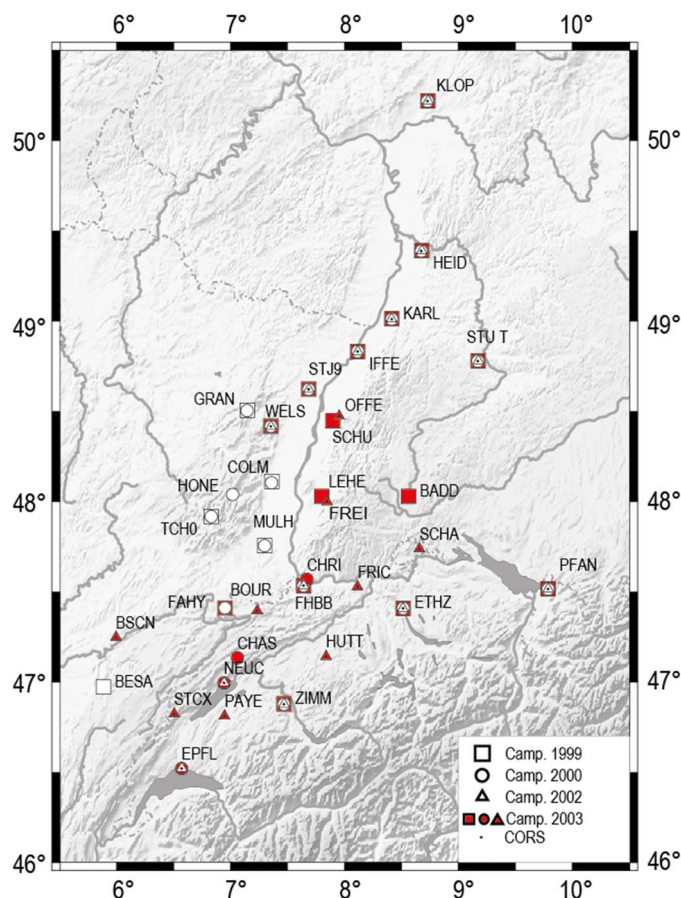 6° 7° 8° 9° 10°
KLOP
50° 50°
HEID
49° KARL 49°
STU T
IFFE
STJ9
GRAN OFFE
WELS
SCHU
COLM LEHE
HONE BADD
48° 48°
FREI
TCH0 MULH
SCHA
CHRI PFAN
FRIC
FAHY BOUR FHBB ETHZ
BSCN
CHAS HUTT
NEUC
47° BESA 47°
STCX PAYE ZIMM
EPFL
Camp. 1999
Camp. 2000
Camp. 2002
Camp. 2003
CORS
46° 46°
6° 7° 8° 9° 10°